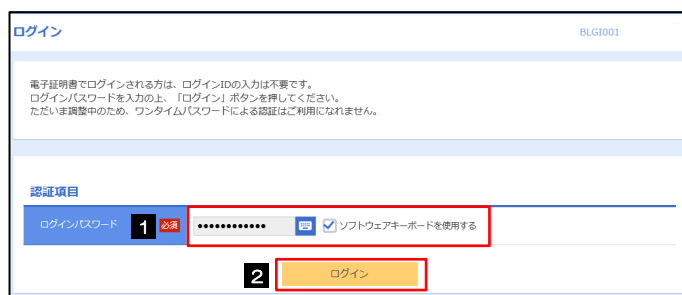 ログイン
BLGI001
電子証明書でログインされる方は、ログインIDの入力は不要です。
ログインパスワードを入力の上、「ログイン」ボタンを押してください。
ただいま調整中のため、ワンタイムパスワードによる認証はご利用になれません。
認証項目
ログインパスワード 1 必須 ●●●●●●●●●●●● ソフトウェアキーボードを使用する
2 ログイン